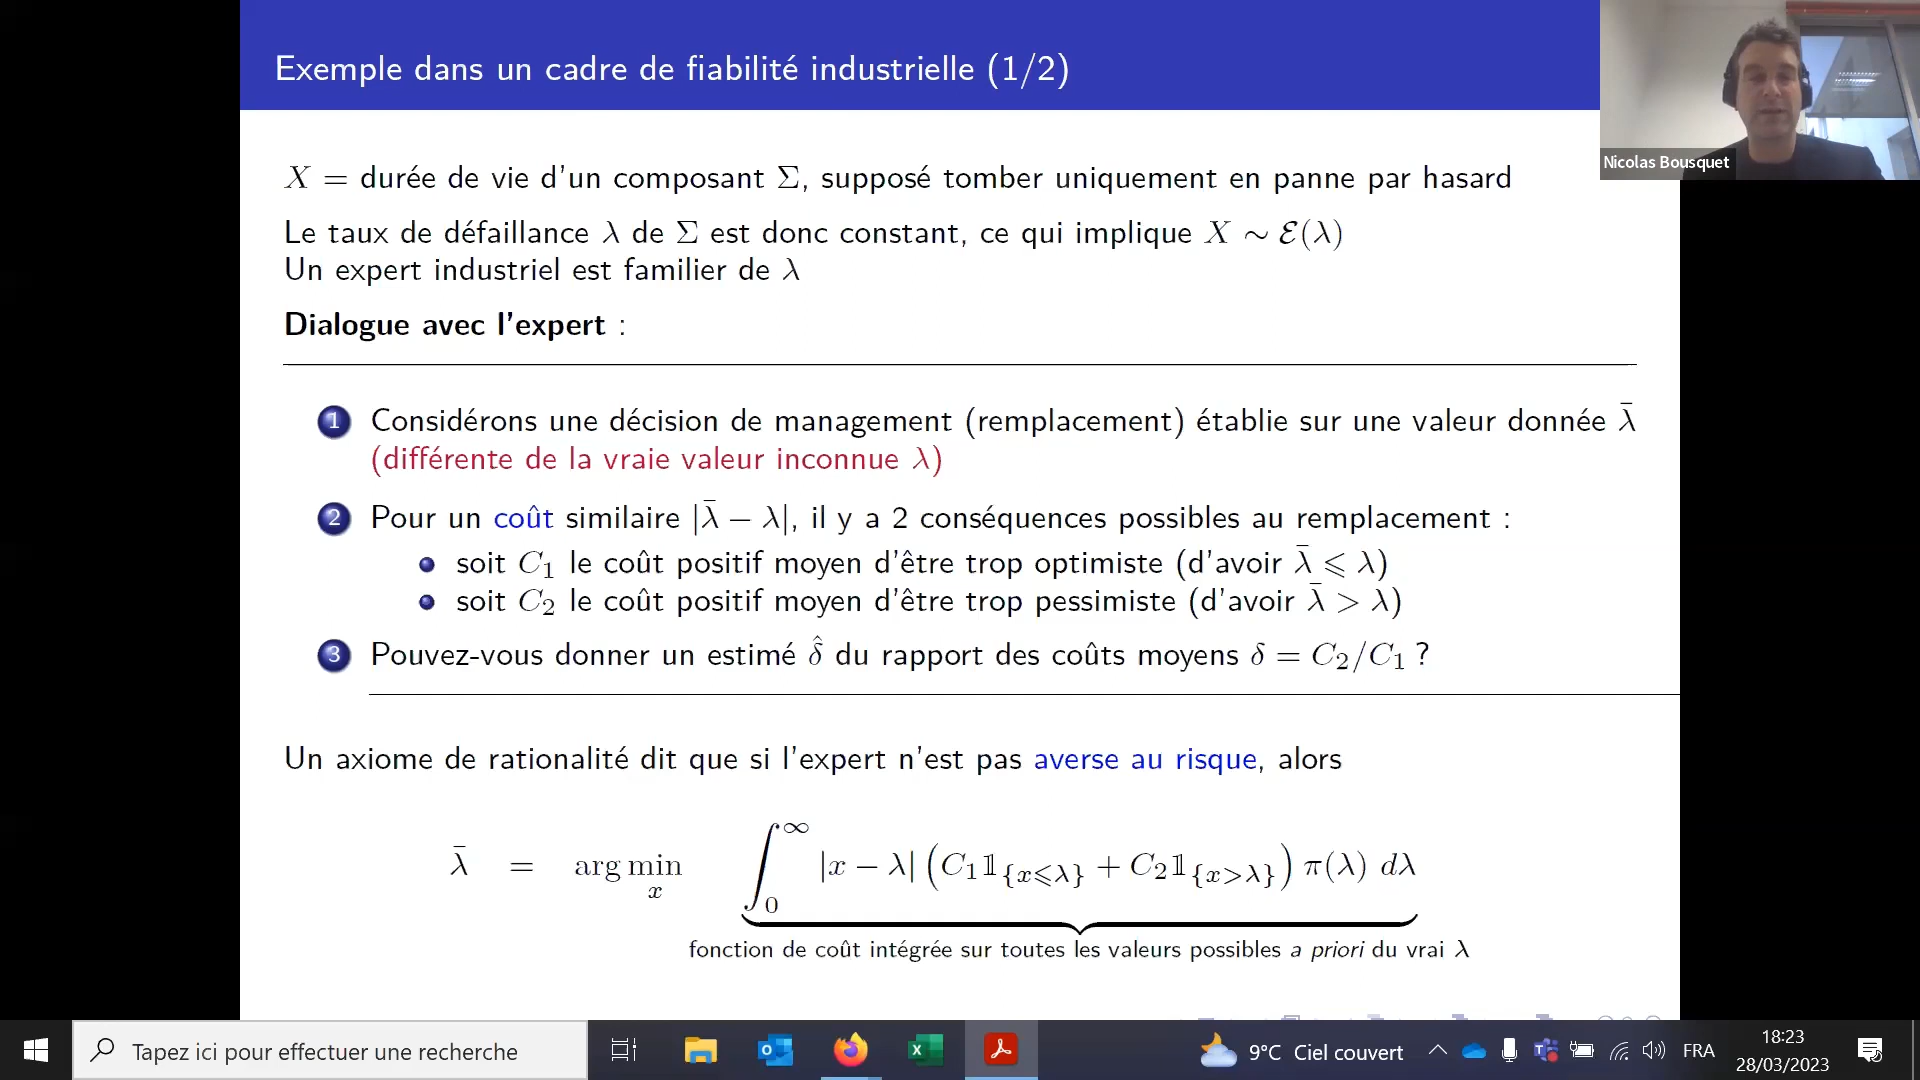 Exemple dans un cadre de fiabilité industrielle (1/2)
Nicolas Bousquet
X = durée de vie d'un composant Σ, supposé tomber uniquement en panne par hasard
Le taux de défaillance λ de Σ est donc constant, ce qui implique X ∼ ℰ(λ)
Un expert industriel est familier de λ
Dialogue avec l'expert :
1 Considérons une décision de management (remplacement) établie sur une valeur donnée λ̄
(différente de la vraie valeur inconnue λ)
2 Pour un coût similaire |λ̄ − λ|, il y a 2 conséquences possibles au remplacement :
• soit C₁ le coût positif moyen d'être trop optimiste (d'avoir λ̄ ⩽ λ)
• soit C₂ le coût positif moyen d'être trop pessimiste (d'avoir λ̄ > λ)
3 Pouvez-vous donner un estimé δ̂ du rapport des coûts moyens δ = C₂/C₁ ?
Un axiome de rationalité dit que si l'expert n'est pas averse au risque, alors
λ̄ = arg min_x ∫₀^∞ |x − λ| (C₁𝟙_{x⩽λ} + C₂𝟙_{x>λ}) π(λ) dλ
fonction de coût intégrée sur toutes les valeurs possibles a priori du vrai λ
Tapez ici pour effectuer une recherche
9°C Ciel couvert
FRA
18:23
28/03/2023